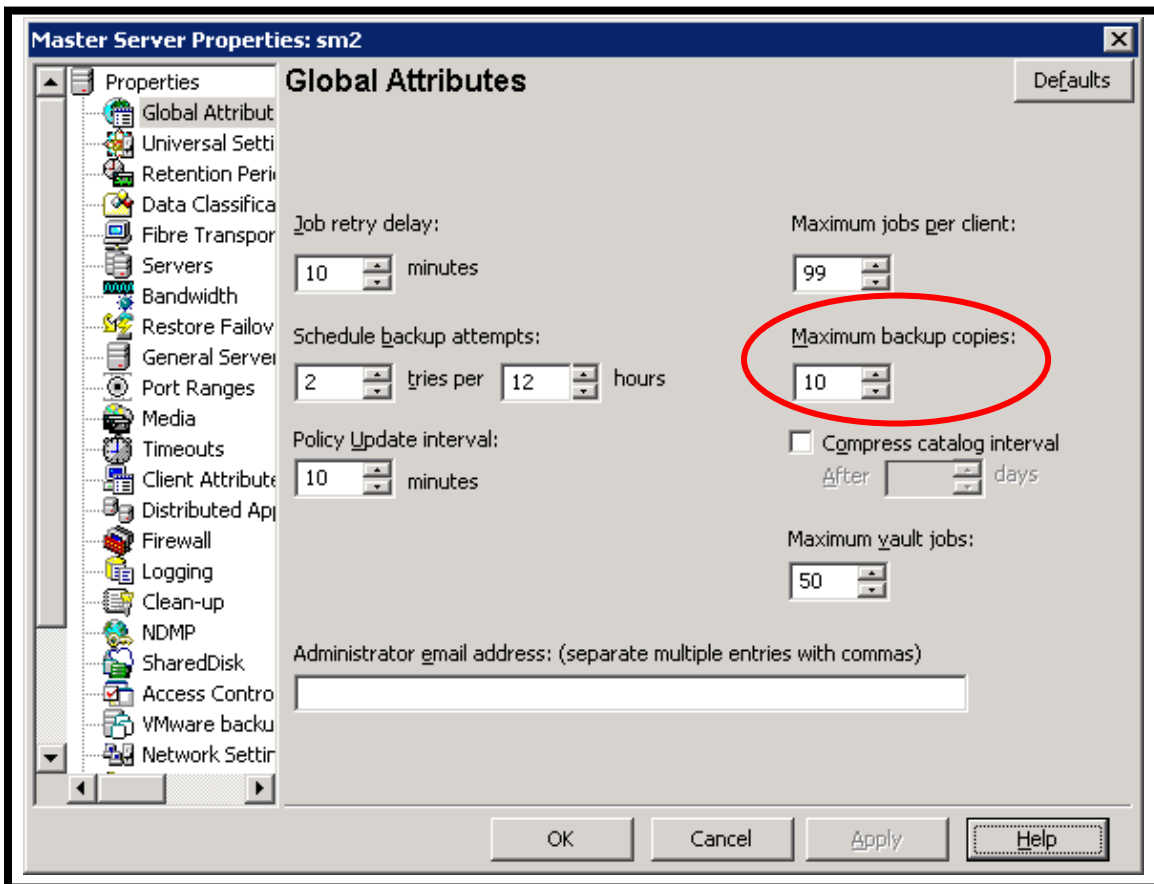 Master Server Properties: sm2
Properties
Global Attribut
Universal Setti
Retention Peri
Data Classifica
Fibre Transpor
Servers
Bandwidth
Restore Failov
General Server
Port Ranges
Media
Timeouts
Client Attribute
Distributed App
Firewall
Logging
Clean-up
NDMP
SharedDisk
Access Contro
VMware backu
Network Settin
Global Attributes
Defaults
Job retry delay:
10 minutes
Maximum jobs per client:
99
Schedule backup attempts:
2 tries per 12 hours
Maximum backup copies:
10
Policy Update interval:
10 minutes
Compress catalog interval
After days
Maximum vault jobs:
50
Administrator email address: (separate multiple entries with commas)
OK Cancel Apply Help